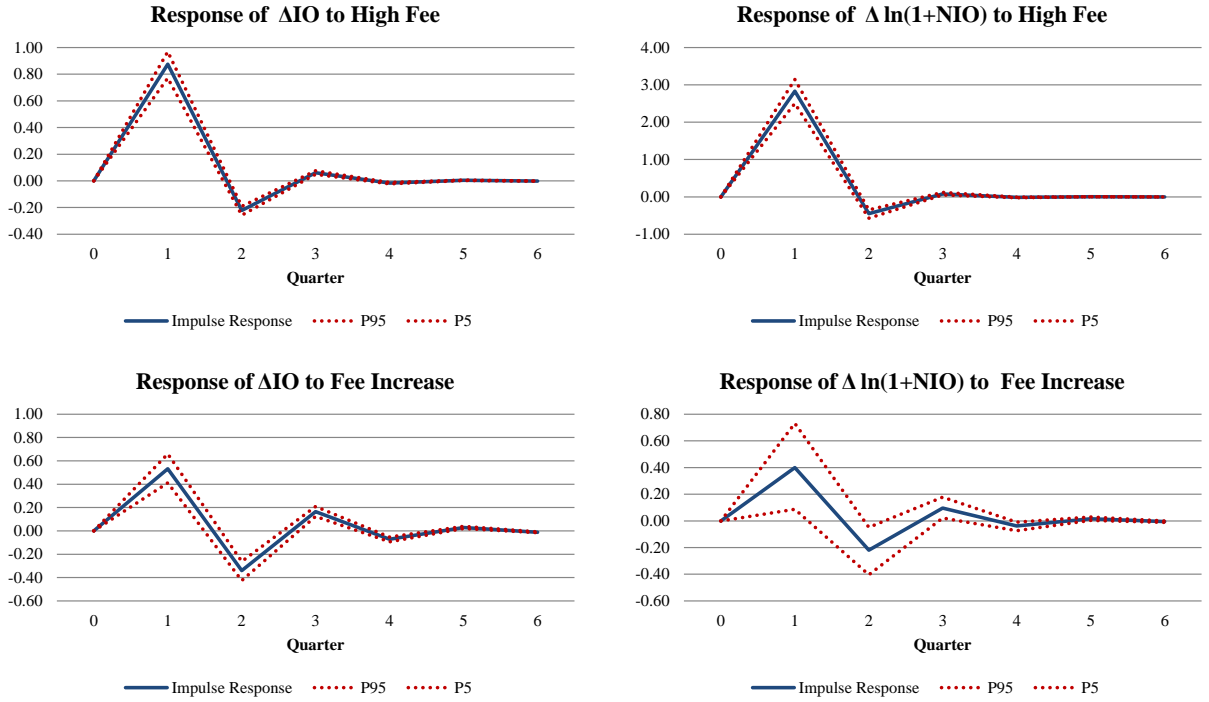 Response of ΔIO to High Fee
1.00
0.80
0.60
0.40
0.20
0.00
-0.20
-0.40
0 1 2 3 4 5 6
Quarter
Impulse Response P95 P5
Response of Δ ln(1+NIO) to High Fee
4.00
3.00
2.00
1.00
0.00
-1.00
0 1 2 3 4 5 6
Quarter
Impulse Response P95 P5
Response of ΔIO to Fee Increase
1.00
0.80
0.60
0.40
0.20
0.00
-0.20
-0.40
-0.60
0 1 2 3 4 5 6
Quarter
Impulse Response P95 P5
Response of Δ ln(1+NIO) to Fee Increase
0.80
0.60
0.40
0.20
0.00
-0.20
-0.40
-0.60
0 1 2 3 4 5 6
Quarter
Impulse Response P95 P5